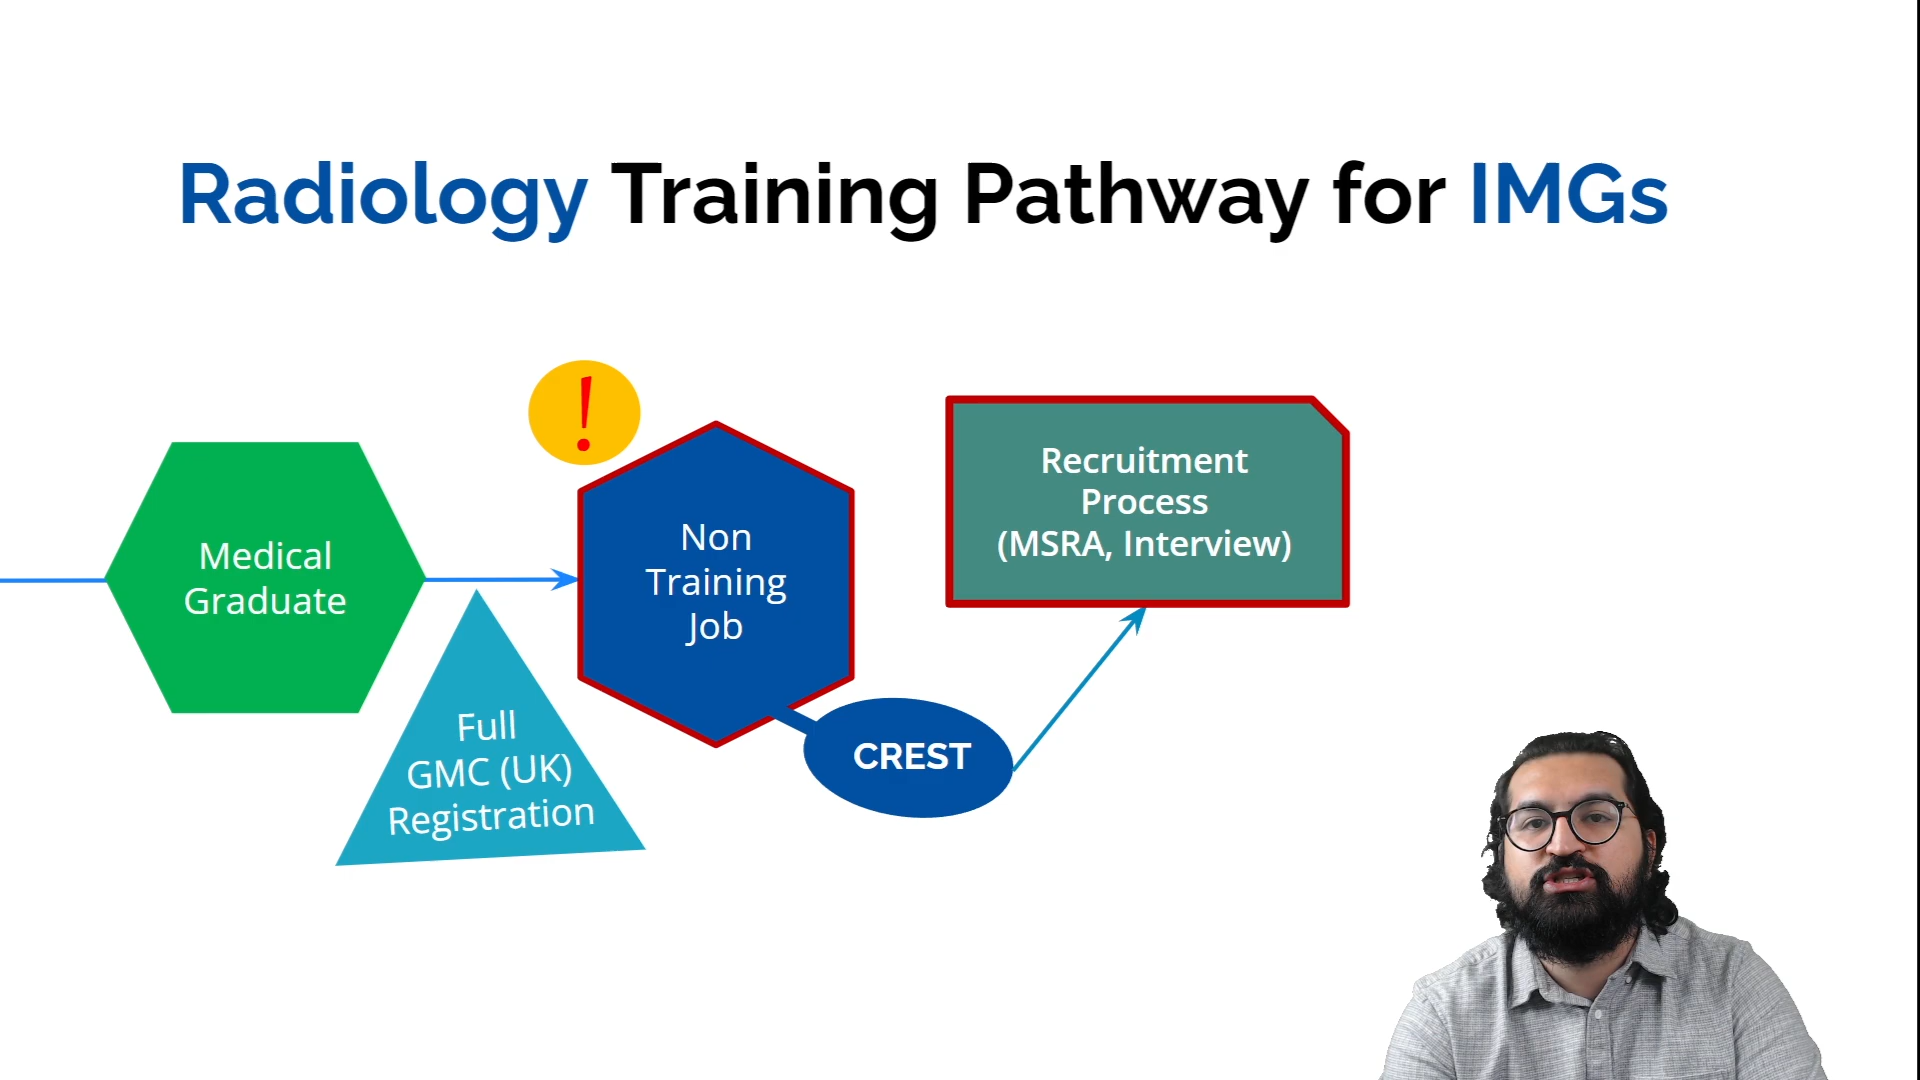 Radiology Training Pathway for IMGs
!
Medical
Graduate
Full
GMC (UK)
Registration
Non
Training
Job
CREST
Recruitment
Process
(MSRA, Interview)